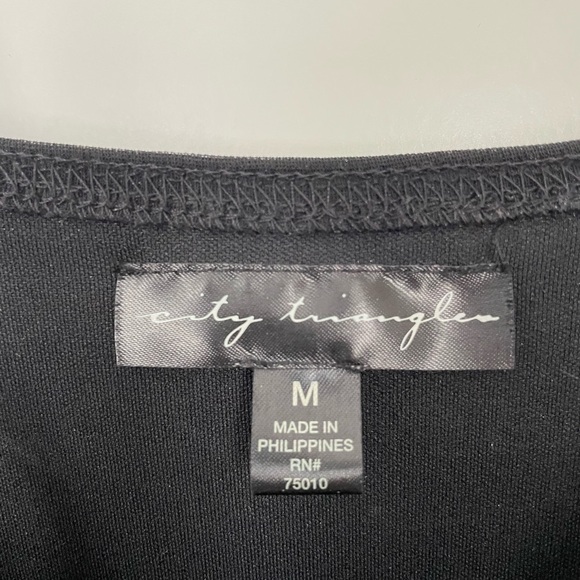 city triangles
M
MADE IN
PHILIPPINES
RN#
75010